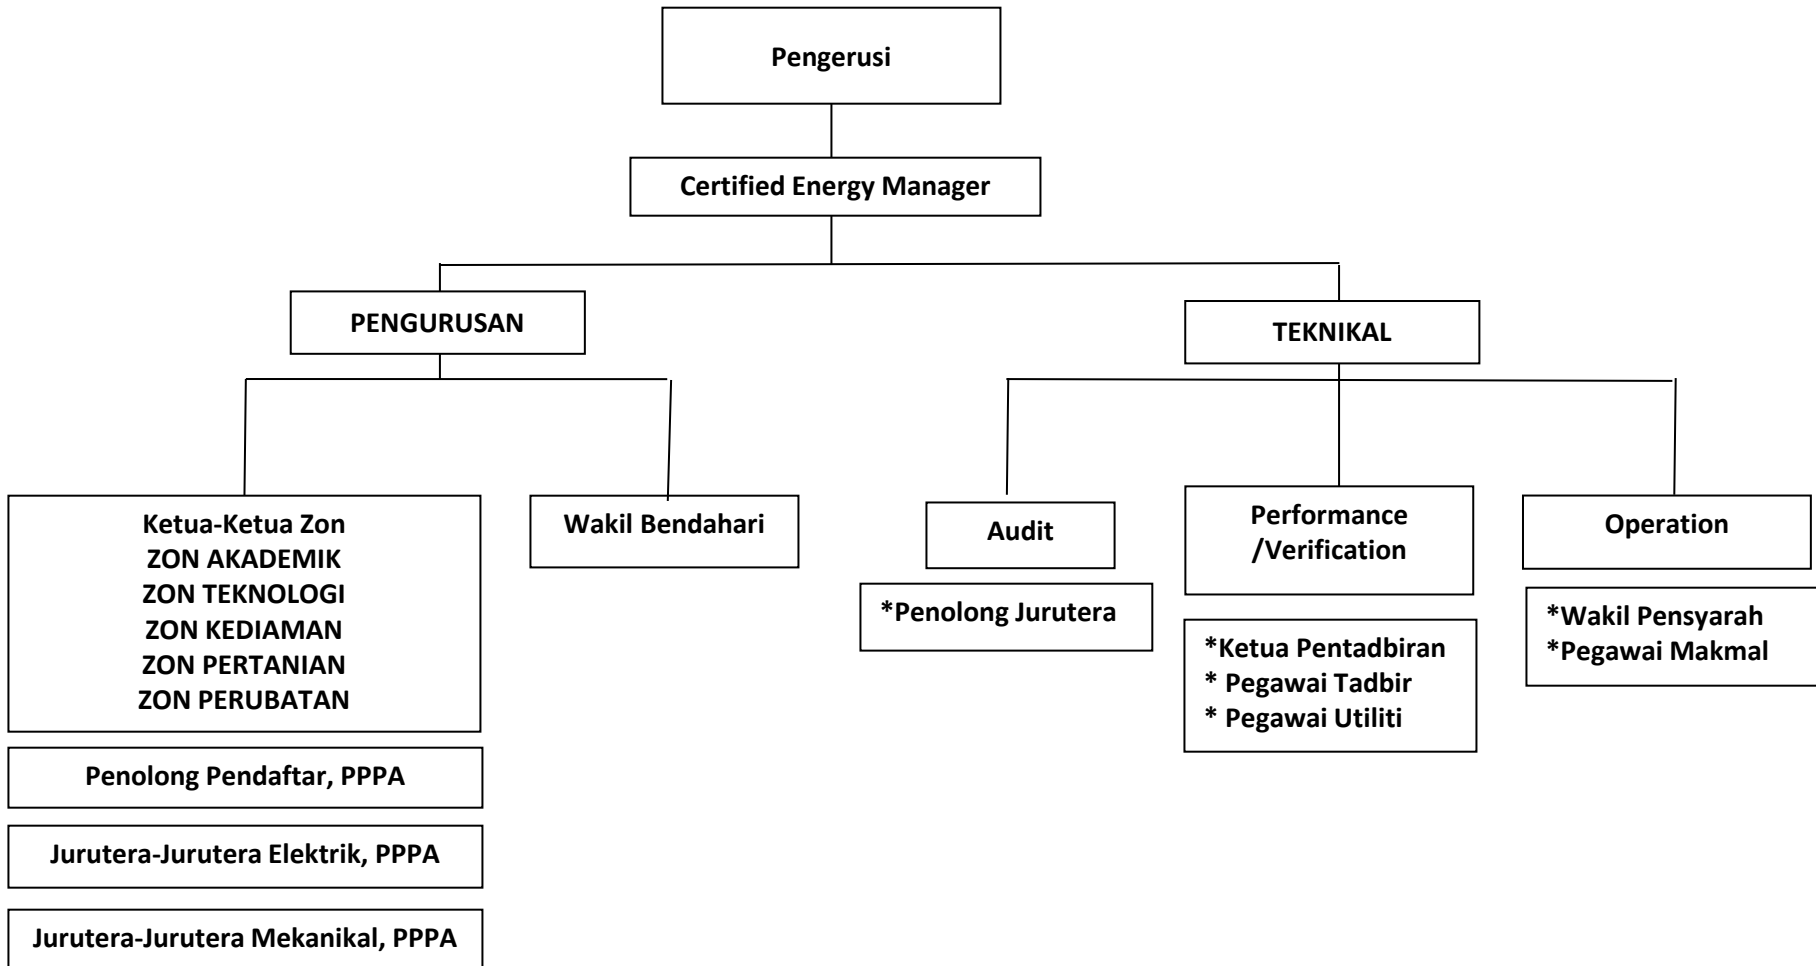 Pengerusi
Certified Energy Manager
PENGURUSAN
TEKNIKAL
Ketua-Ketua Zon
ZON AKADEMIK
ZON TEKNOLOGI
ZON KEDIAMAN
ZON PERTANIAN
ZON PERUBATAN
Penolong Pendaftar, PPPA
Jurutera-Jurutera Elektrik, PPPA
Jurutera-Jurutera Mekanikal, PPPA
Wakil Bendahari
Audit
*Penolong Jurutera
Performance
/Verification
*Ketua Pentadbiran
* Pegawai Tadbir
* Pegawai Utiliti
Operation
*Wakil Pensyarah
*Pegawai Makmal